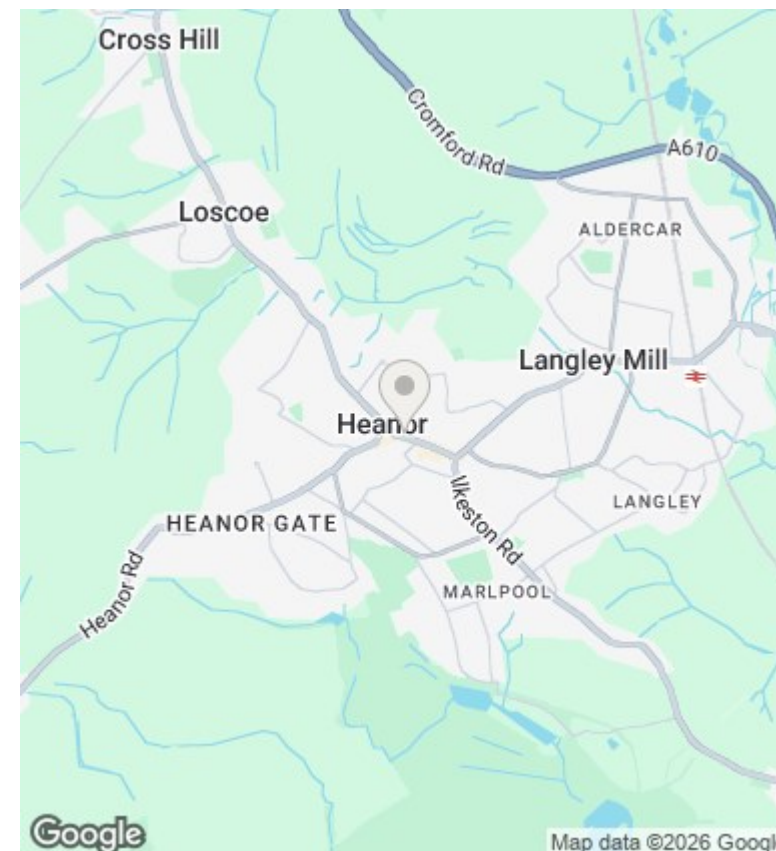 Cross Hill
Cromford Rd
A610
Loscoe
ALDERCAR
Langley Mill
Heanor
HEANOR GATE
Ilkeston Rd
LANGLEY
Heanor Rd
MARLPOOL
Google
Map data ©2026 Google